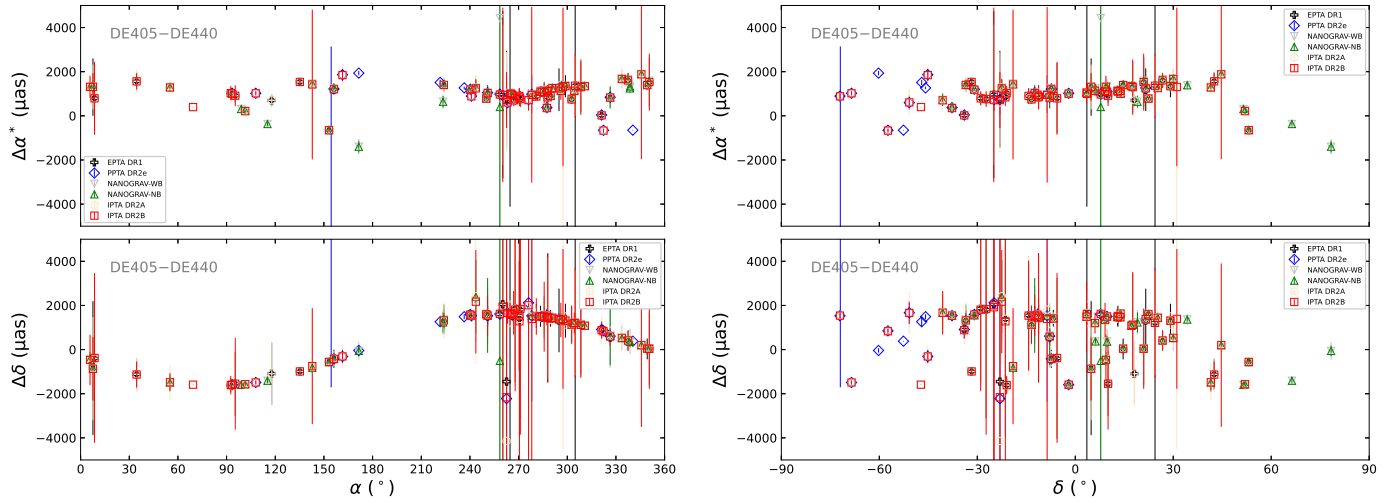 4000
2000
0
−2000
−4000
Δα* (μas)
DE405−DE440
EPTA DR1
PPTA DR2e
NANOGRAV-WB
NANOGRAV-NB
IPTA DR2A
IPTA DR2B
DE405−DE440
EPTA DR1
PPTA DR2e
NANOGRAV-WB
NANOGRAV-NB
IPTA DR2A
IPTA DR2B
4000
2000
0
−2000
−4000
Δα* (μas)
4000
2000
0
−2000
−4000
Δδ (μas)
DE405−DE440
EPTA DR1
PPTA DR2e
NANOGRAV-WB
NANOGRAV-NB
IPTA DR2A
IPTA DR2B
0 30 60 90 120 150 180 210 240 270 300 330 360
α (°)
4000
2000
0
−2000
−4000
Δδ (μas)
DE405−DE440
EPTA DR1
PPTA DR2e
NANOGRAV-WB
NANOGRAV-NB
IPTA DR2A
IPTA DR2B
−90 −60 −30 0 30 60 90
δ (°)